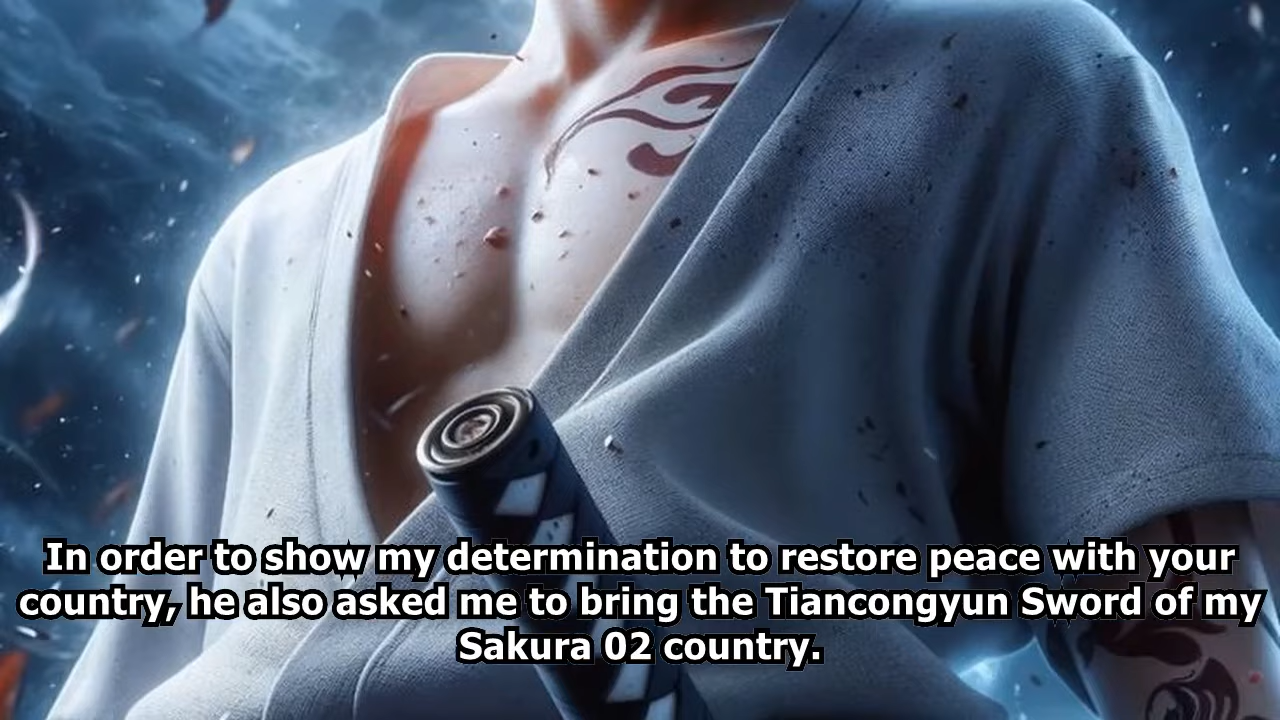 In order to show my determination to restore peace with your
country, he also asked me to bring the Tiancongyun Sword of my
Sakura 02 country.